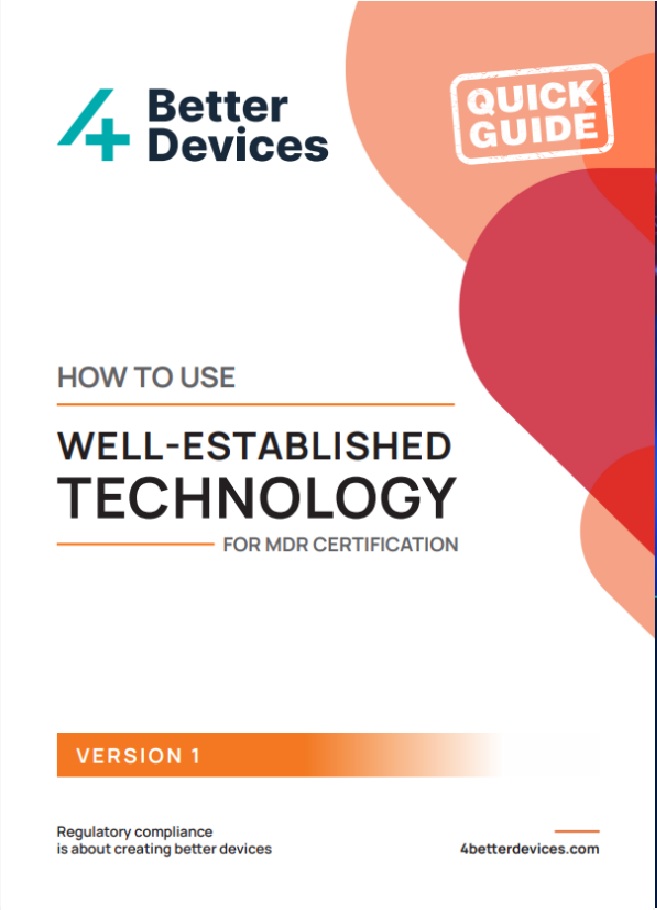 4 Better
Devices
QUICK
GUIDE
HOW TO USE
WELL-ESTABLISHED
TECHNOLOGY
FOR MDR CERTIFICATION
VERSION 1
Regulatory compliance
is about creating better devices
4betterdevices.com